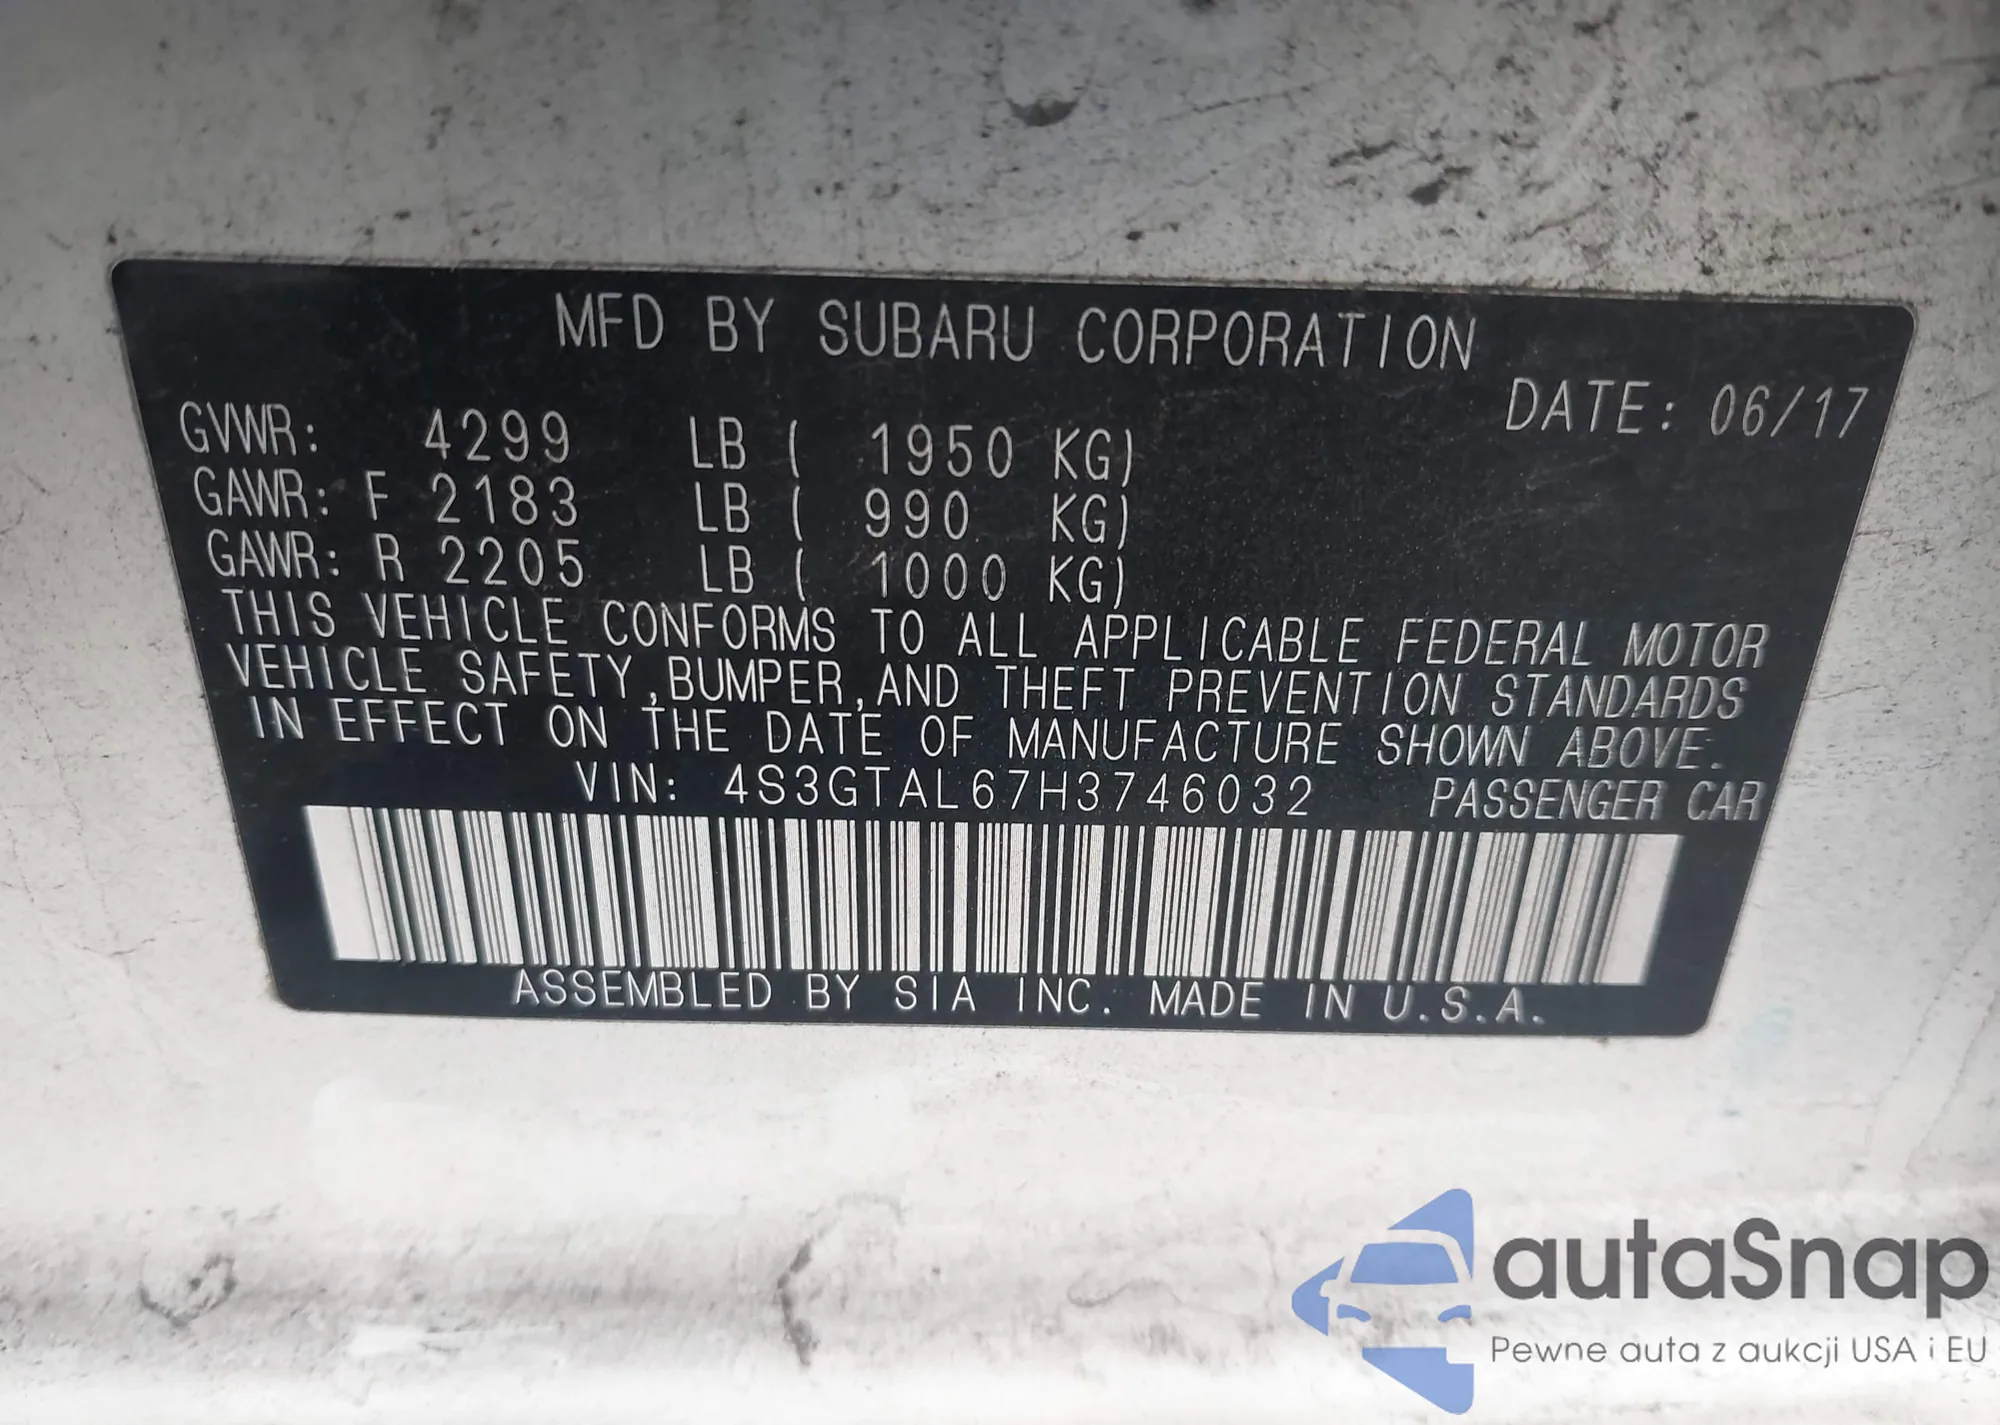 MFD BY SUBARU CORPORATION
DATE: 06/17
GVWR: 4299 LB ( 1950 KG)
GAWR: F 2183 LB ( 990 KG)
GAWR: R 2205 LB ( 1000 KG)
THIS VEHICLE CONFORMS TO ALL APPLICABLE FEDERAL MOTOR
VEHICLE SAFETY,BUMPER,AND THEFT PREVENTION STANDARDS
IN EFFECT ON THE DATE OF MANUFACTURE SHOWN ABOVE.
VIN: 4S3GTAL67H3746032 PASSENGER CAR
ASSEMBLED BY SIA INC. MADE IN U.S.A.
autaSnap
Pewne auta z aukcji USA i EU